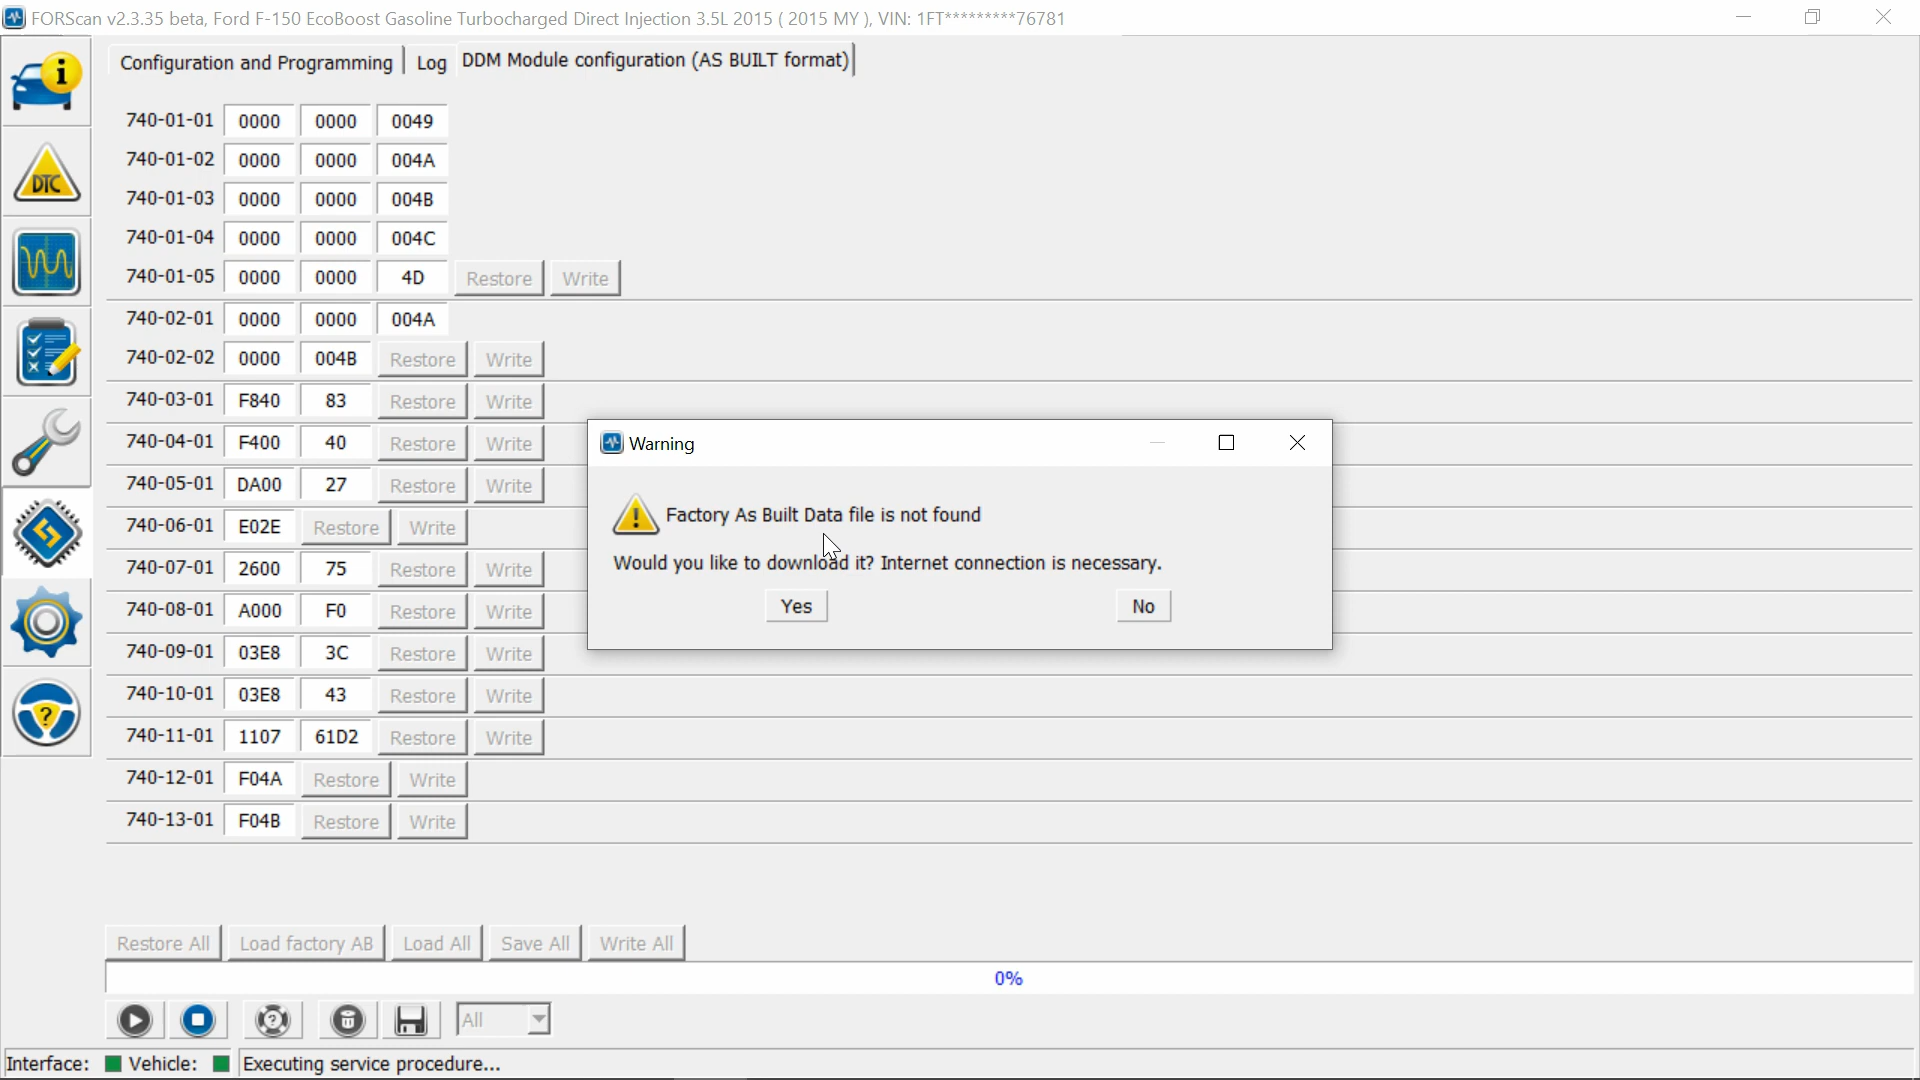 FORScan v2.3.35 beta, Ford F-150 EcoBoost Gasoline Turbocharged Direct Injection 3.5L 2015 ( 2015 MY ), VIN: 1FT*********76781
Configuration and Programming Log DDM Module configuration (AS BUILT format)
740-01-01 0000 0000 0049
740-01-02 0000 0000 004A
740-01-03 0000 0000 004B
740-01-04 0000 0000 004C
740-01-05 0000 0000 4D Restore Write
740-02-01 0000 0000 004A
740-02-02 0000 004B Restore Write
740-03-01 F840 83 Restore Write
740-04-01 F400 40 Restore Write
740-05-01 DA00 27 Restore Write
740-06-01 E02E Restore Write
740-07-01 2600 75 Restore Write
740-08-01 A000 F0 Restore Write
740-09-01 03E8 3C Restore Write
740-10-01 03E8 43 Restore Write
740-11-01 1107 61D2 Restore Write
740-12-01 F04A Restore Write
740-13-01 F04B Restore Write
Warning
Factory As Built Data file is not found
Would you like to download it? Internet connection is necessary.
Yes No
Restore All Load factory AB Load All Save All Write All
0%
All
Interface: Vehicle: Executing service procedure...
DTC